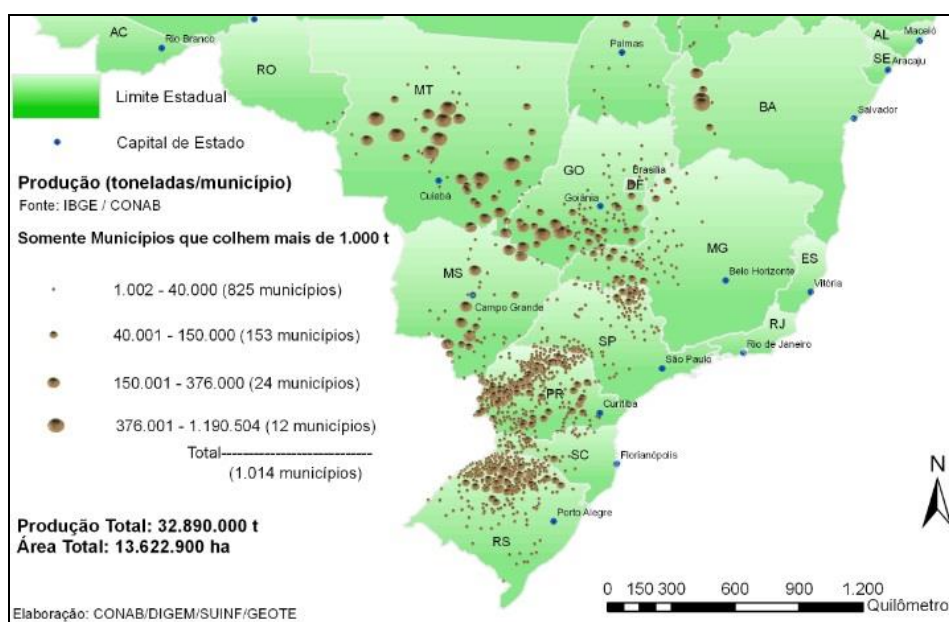 AC
Rio Branco
RO
MT
Palmas
BA
AL
Maceió
SE
Aracaju
Salvador
Limite Estadual
Capital de Estado
Produção (toneladas/município)
Fonte: IBGE / CONAB
Somente Municípios que colhem mais de 1.000 t
1.002 - 40.000 (825 municípios)
40.001 - 150.000 (153 municípios)
150.001 - 376.000 (24 municípios)
376.001 - 1.190.504 (12 municípios)
Total----------------------------
(1.014 municípios)
Produção Total: 32.890.000 t
Área Total: 13.622.900 ha
Elaboração: CONAB/DIGEM/SUINF/GEOTE
Cuiabá
GO
Brasília
DF
Goiânia
MG
Belo Horizonte
ES
Vitória
MS
Campo Grande
RJ
Rio de Janeiro
SP
São Paulo
PR
Curitiba
SC
Florianópolis
Porto Alegre
RS
N
0 150 300 600 900 1.200
Quilômetro